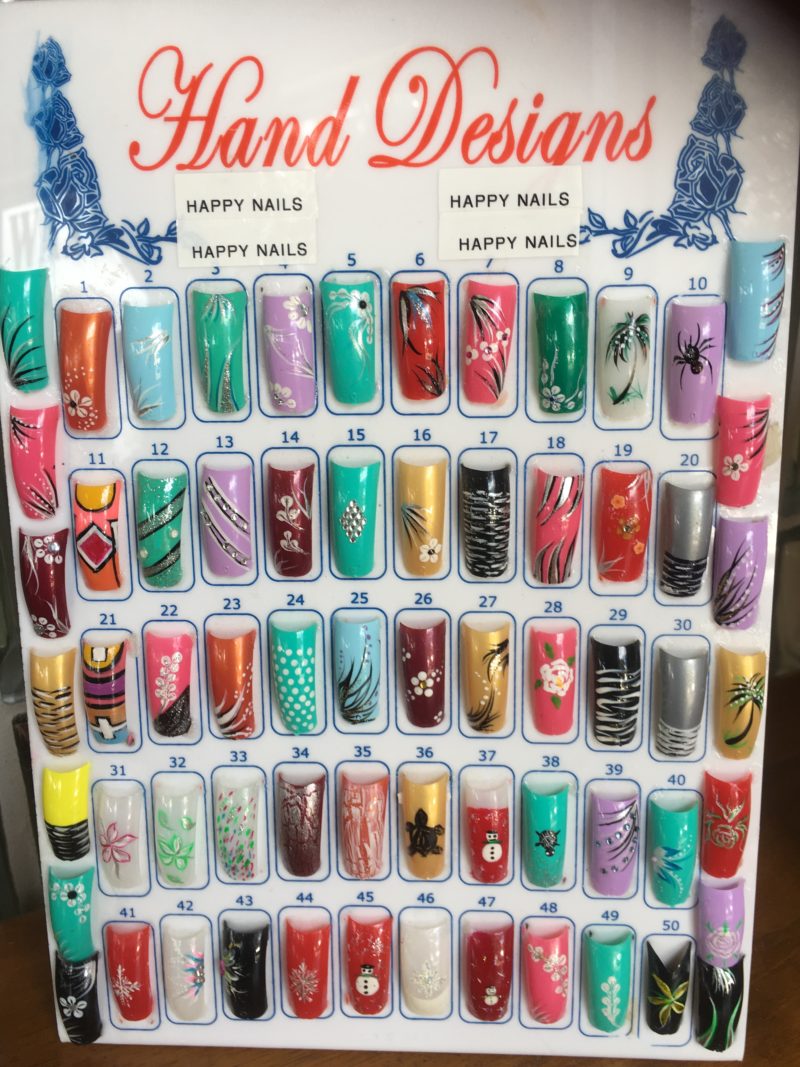 Hand Designs
HAPPY NAILS HAPPY NAILS
HAPPY NAILS HAPPY NAILS
1 2 3 4 5 6 7 8 9 10
11 12 13 14 15 16 17 18 19 20
21 22 23 24 25 26 27 28 29 30
31 32 33 34 35 36 37 38 39 40
41 42 43 44 45 46 47 48 49 50